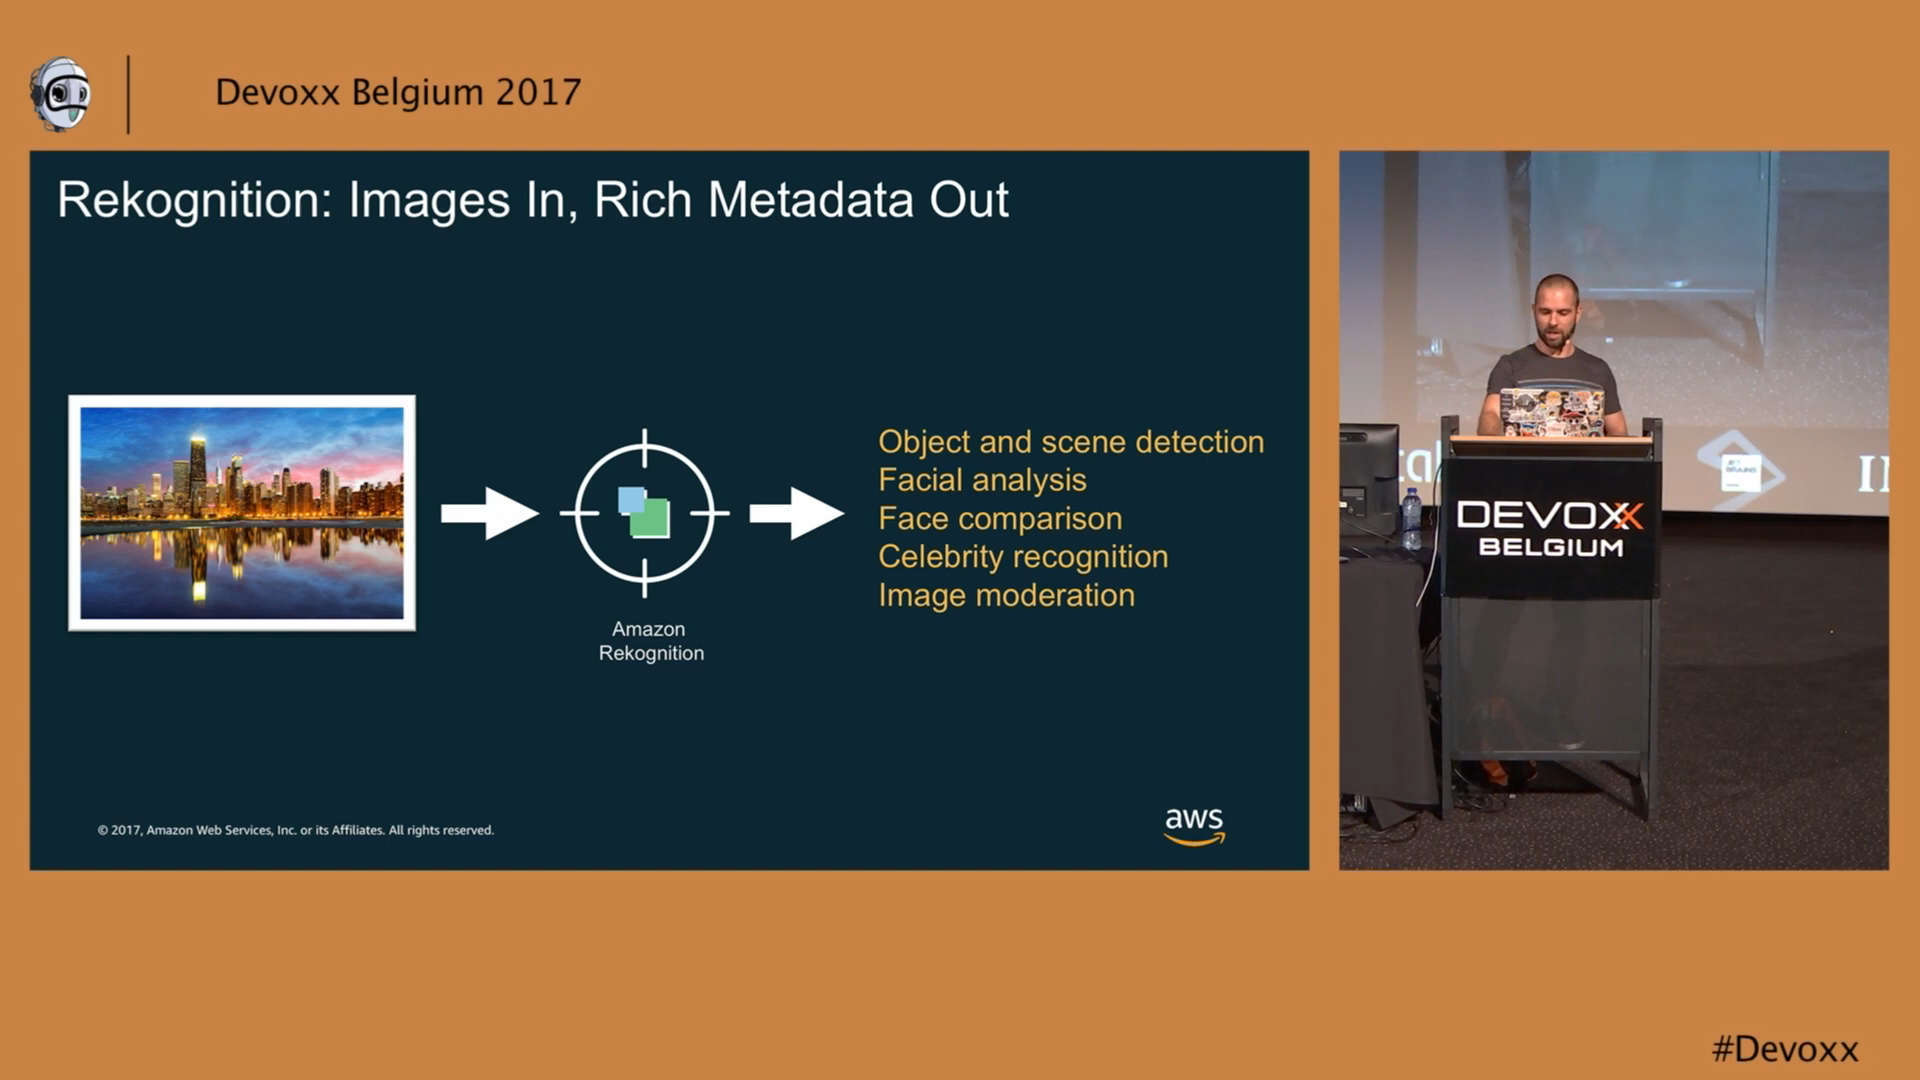 Devoxx Belgium 2017
Rekognition: Images In, Rich Metadata Out
Object and scene detection
Facial analysis
Face comparison
Celebrity recognition
Image moderation
Amazon
Rekognition
© 2017, Amazon Web Services, Inc. or its Affiliates. All rights reserved.
aws
DEVOXX
BELGIUM
#Devoxx